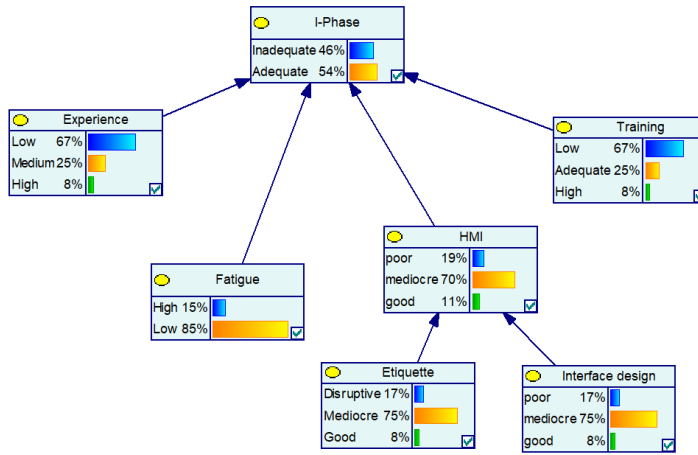 I-Phase
Inadequate 46%
Adequate 54%
Experience
Low 67%
Medium 25%
High 8%
Training
Low 67%
Adequate 25%
High 8%
HMI
poor 19%
mediocre 70%
good 11%
Fatigue
High 15%
Low 85%
Etiquette
Disruptive 17%
Mediocre 75%
Good 8%
Interface design
poor 17%
mediocre 75%
good 8%